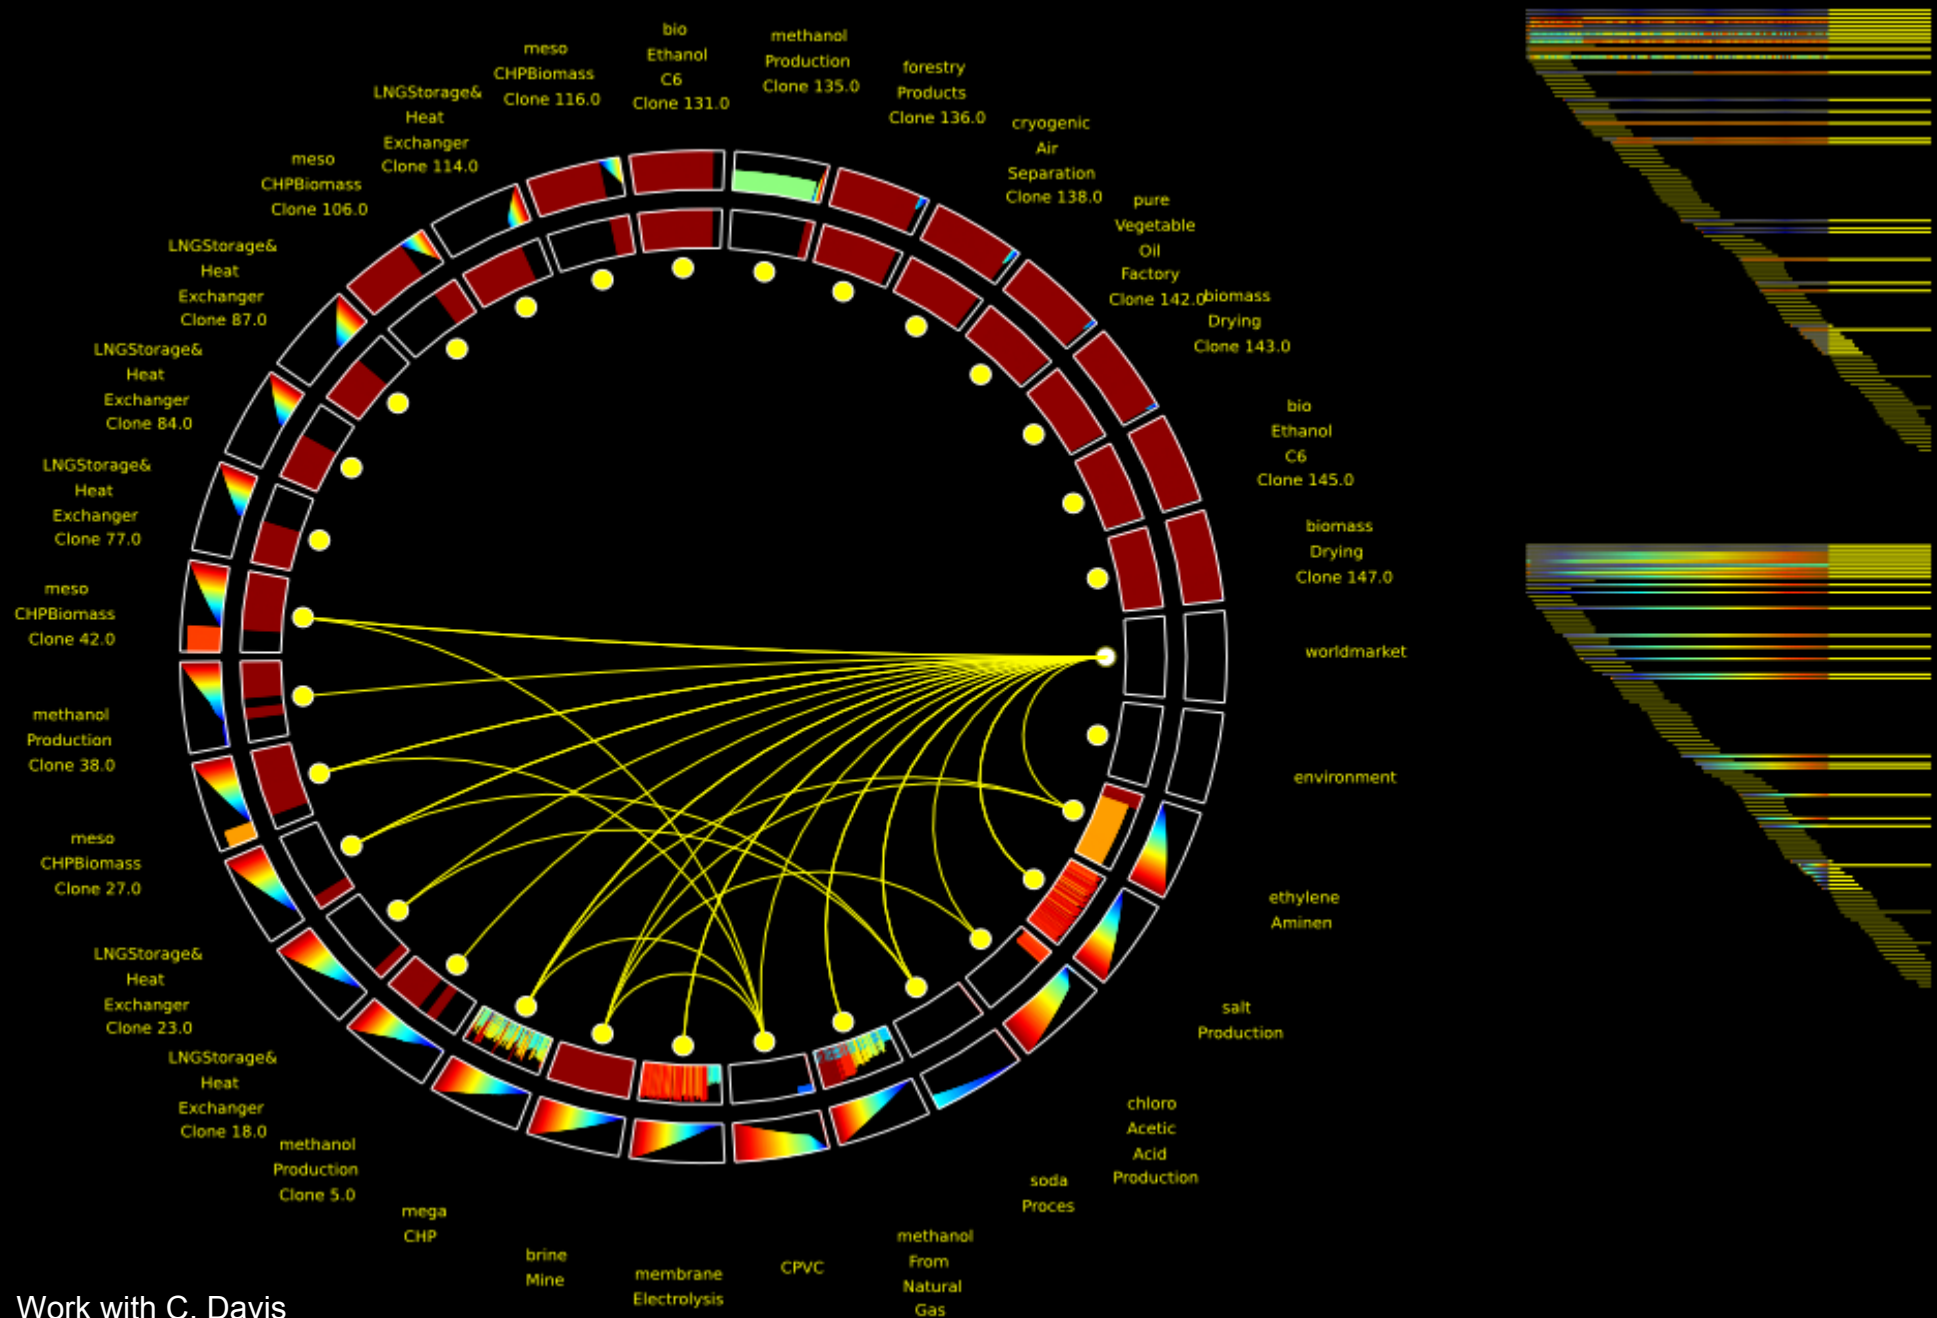 bio
Ethanol
C6
Clone 131.0
methanol
Production
Clone 135.0
forestry
Products
Clone 136.0
cryogenic
Air
Separation
Clone 138.0
pure
Vegetable
Oil
Factory
Clone 142.0
biomass
Drying
Clone 143.0
bio
Ethanol
C6
Clone 145.0
biomass
Drying
Clone 147.0
worldmarket
environment
ethylene
Aminen
salt
Production
chloro
Acetic
Acid
Production
soda
Proces
methanol
From
Natural
Gas
CPVC
membrane
Electrolysis
brine
Mine
mega
CHP
methanol
Production
Clone 5.0
LNGStorage&
Heat
Exchanger
Clone 18.0
LNGStorage&
Heat
Exchanger
Clone 23.0
meso
CHPBiomass
Clone 27.0
methanol
Production
Clone 38.0
meso
CHPBiomass
Clone 42.0
LNGStorage&
Heat
Exchanger
Clone 77.0
LNGStorage&
Heat
Exchanger
Clone 84.0
LNGStorage&
Heat
Exchanger
Clone 87.0
meso
CHPBiomass
Clone 106.0
LNGStorage&
Heat
Exchanger
Clone 114.0
meso
CHPBiomass
Clone 116.0
Work with C. Davis